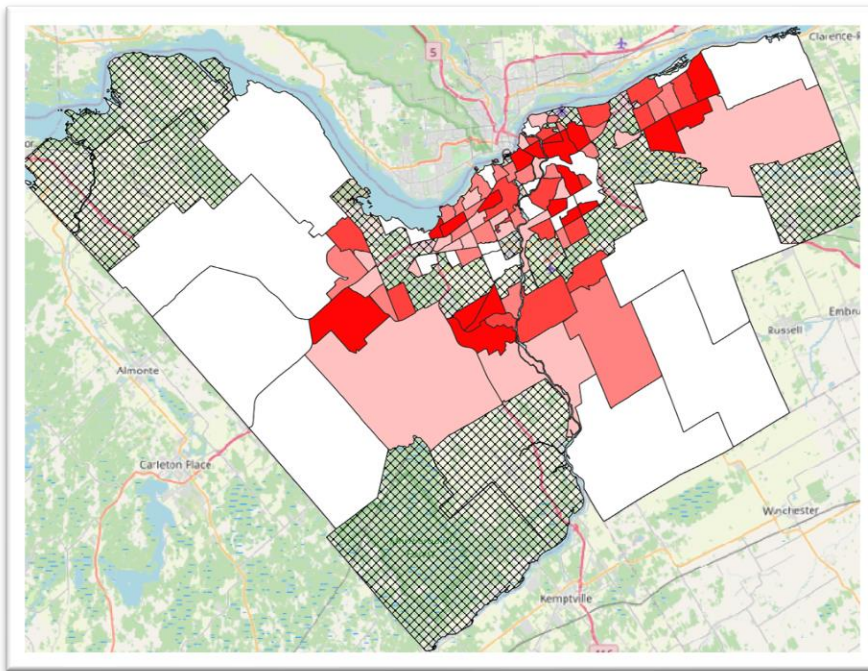 Clarence-R
5
Almonte
Carleton Place
Russell
Embru
Winchester
Kemptville